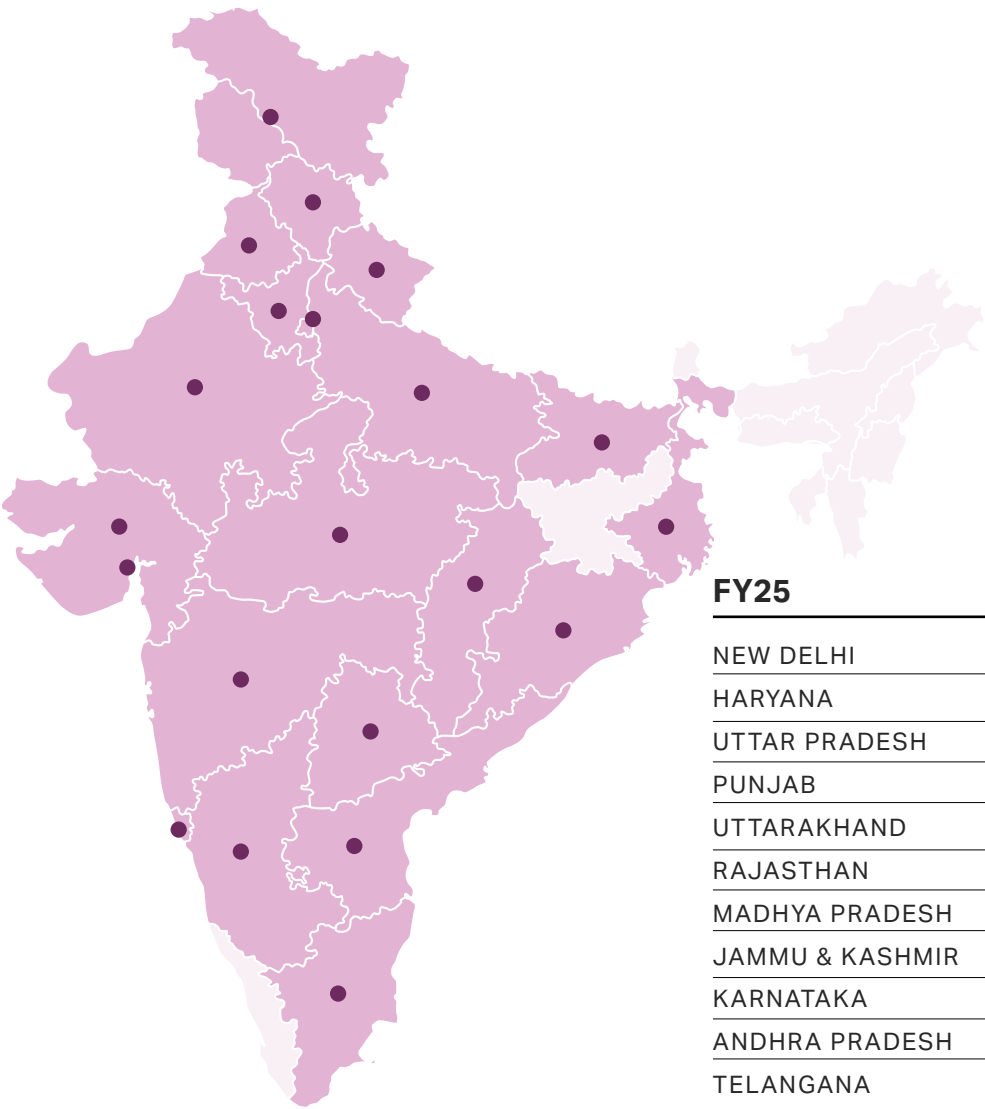 FY25
NEW DELHI
HARYANA
UTTAR PRADESH
PUNJAB
UTTARAKHAND
RAJASTHAN
MADHYA PRADESH
JAMMU & KASHMIR
KARNATAKA
ANDHRA PRADESH
TELANGANA